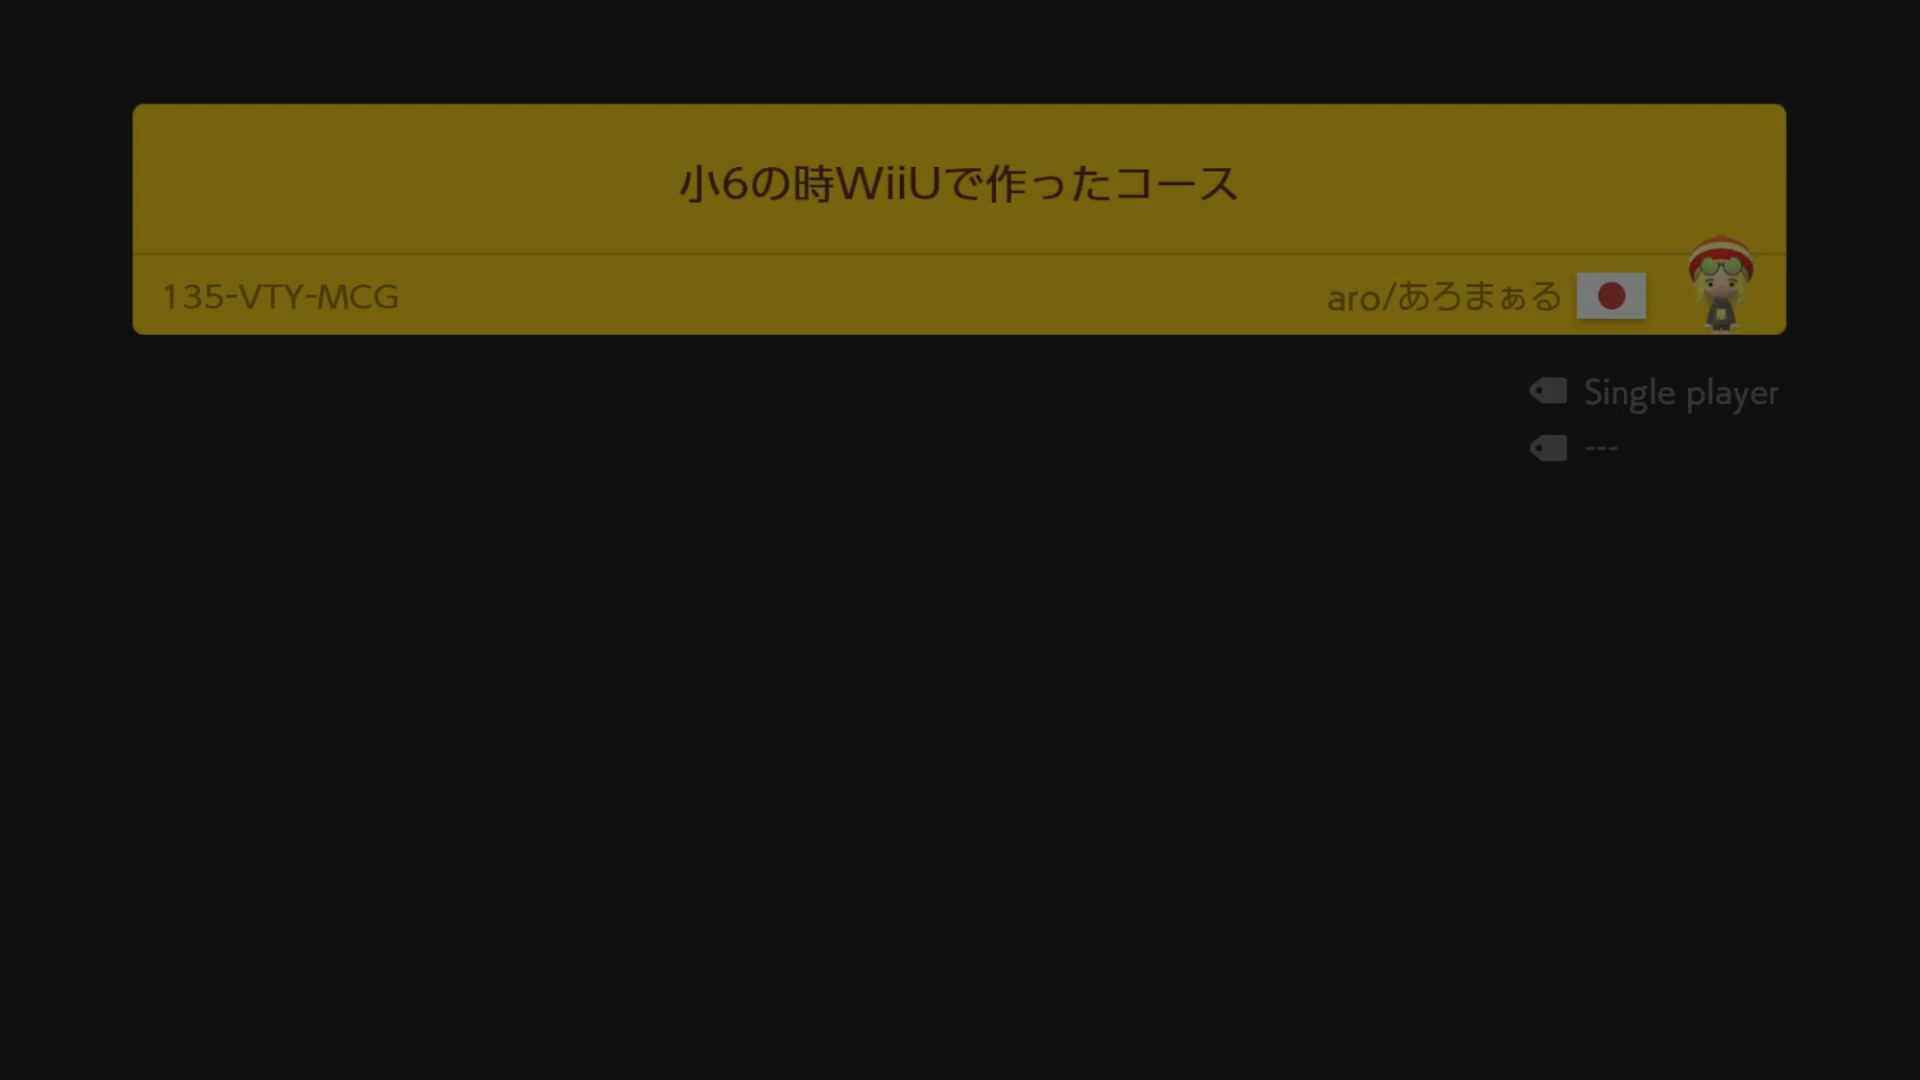 小6の時WiiUで作ったコース
135-VTY-MCG
aro/あろまぁる
Single player
---